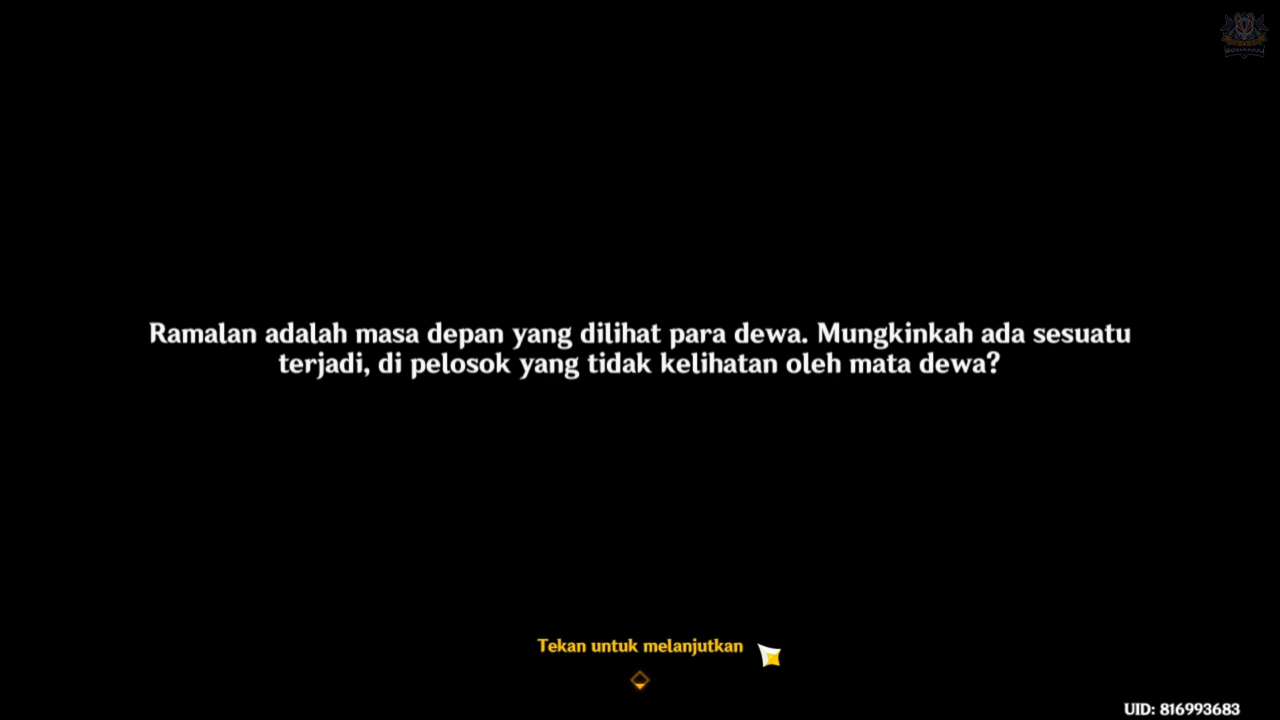 Ramalan adalah masa depan yang dilihat para dewa. Mungkinkah ada sesuatu
terjadi, di pelosok yang tidak kelihatan oleh mata dewa?
Tekan untuk melanjutkan
UID: 816993683